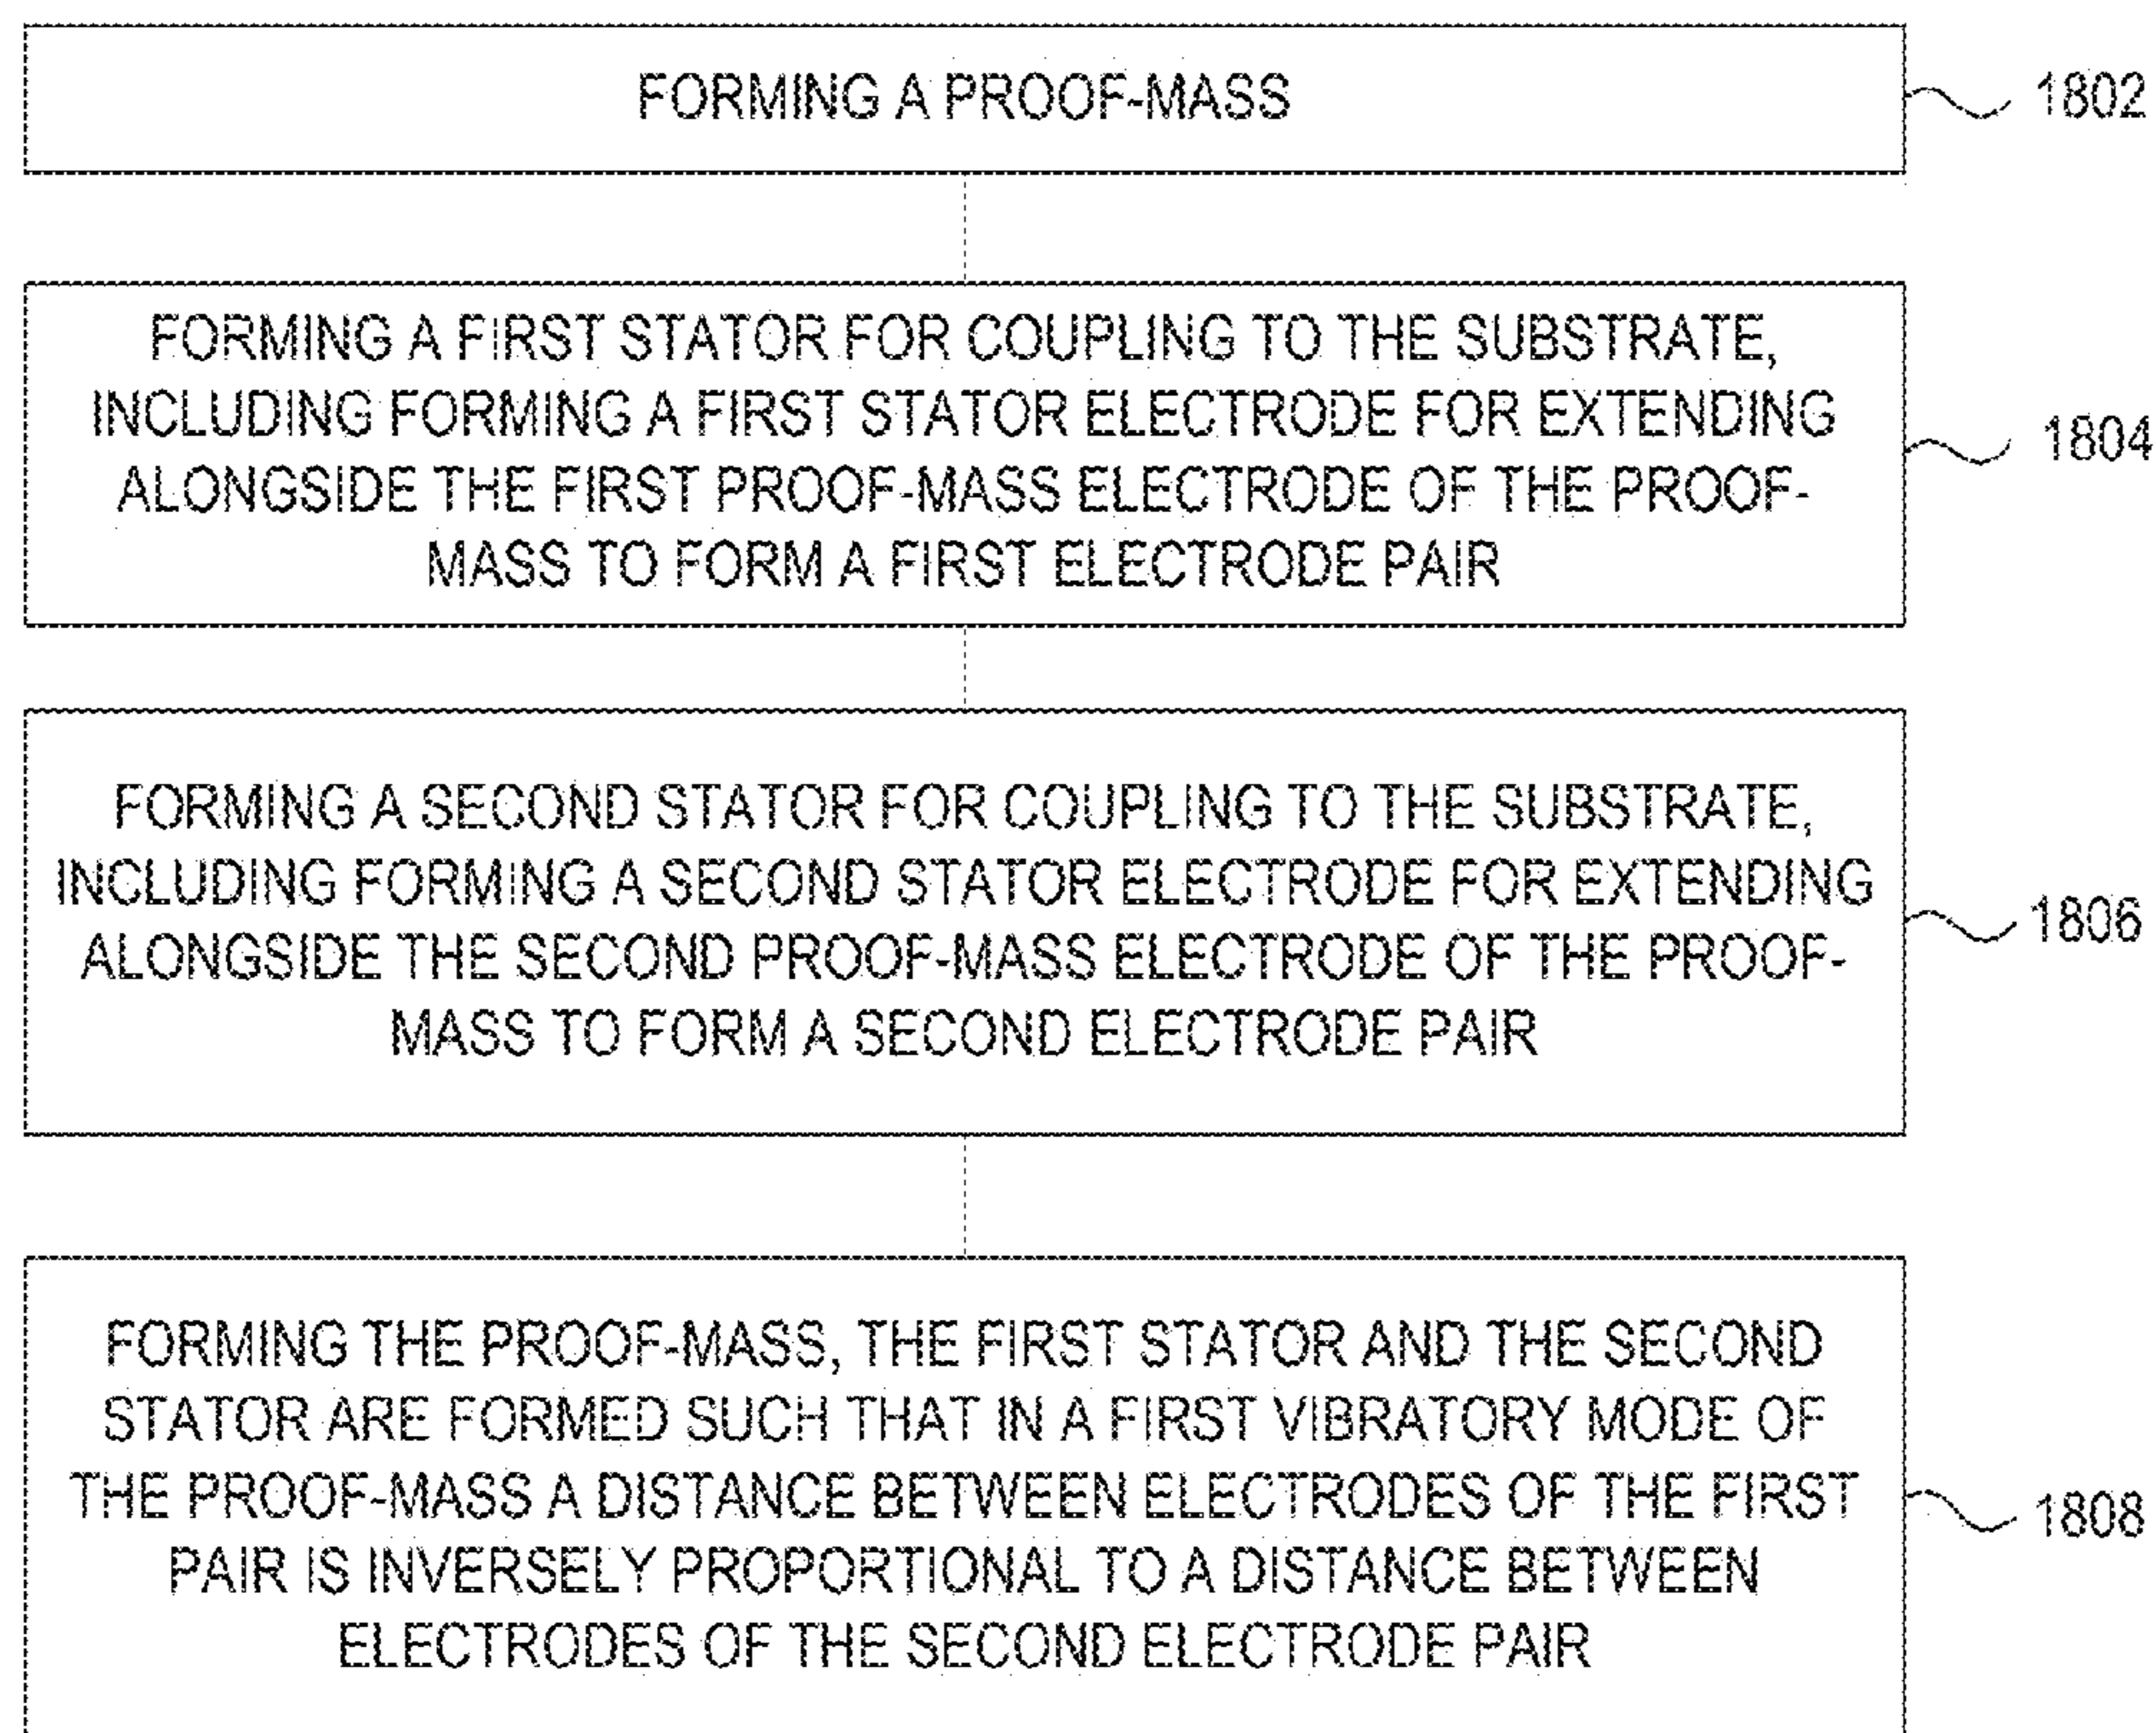 FORMING A PROOF-MASS
1802
FORMING A FIRST STATOR FOR COUPLING TO THE SUBSTRATE,
INCLUDING FORMING A FIRST STATOR ELECTRODE FOR EXTENDING
ALONGSIDE THE FIRST PROOF-MASS ELECTRODE OF THE PROOF-
MASS TO FORM A FIRST ELECTRODE PAIR
1804
FORMING A SECOND STATOR FOR COUPLING TO THE SUBSTRATE,
INCLUDING FORMING A SECOND STATOR ELECTRODE FOR EXTENDING
ALONGSIDE THE SECOND PROOF-MASS ELECTRODE OF THE PROOF-
MASS TO FORM A SECOND ELECTRODE PAIR
1806
FORMING THE PROOF-MASS, THE FIRST STATOR AND THE SECOND
STATOR ARE FORMED SUCH THAT IN A FIRST VIBRATORY MODE OF
THE PROOF-MASS A DISTANCE BETWEEN ELECTRODES OF THE FIRST
PAIR IS INVERSELY PROPORTIONAL TO A DISTANCE BETWEEN
ELECTRODES OF THE SECOND ELECTRODE PAIR
1808